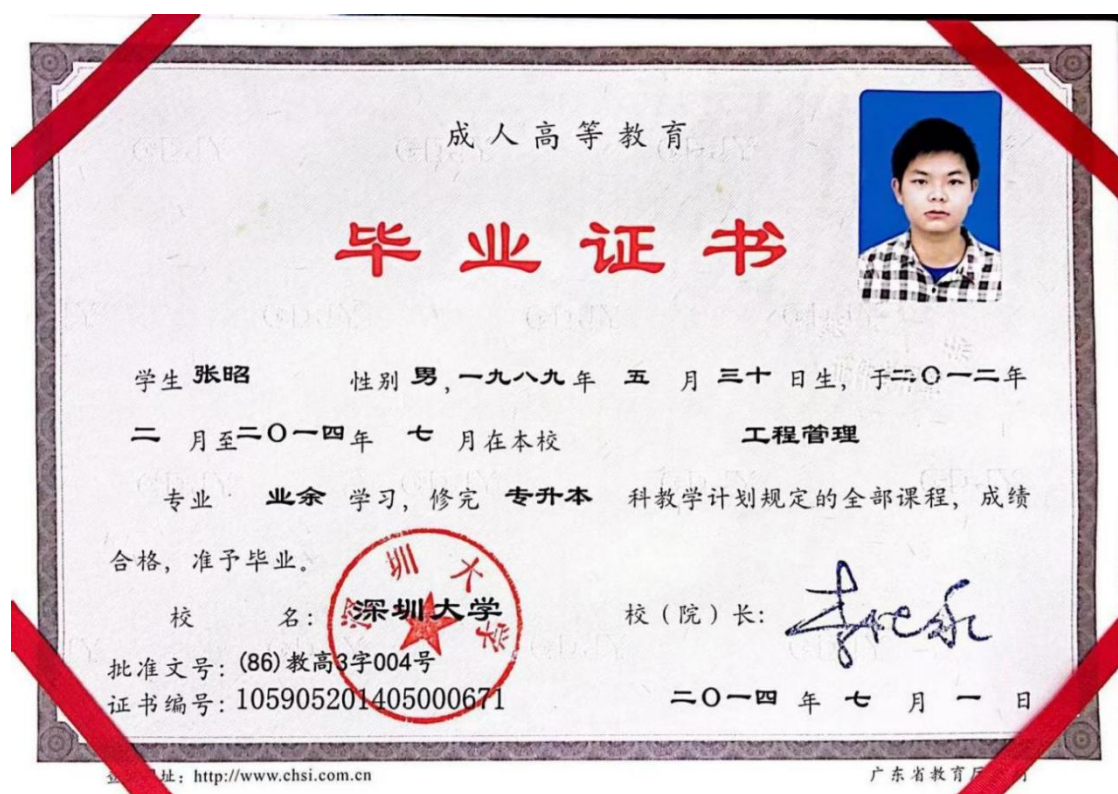 成人高等教育
毕业证书
学生 张昭 性别 男,一九八九年 五 月 三十 日生,于二〇一二年
二 月至二〇一四年 七 月在本校 工程管理
专业 业余 学习,修完 专升本 科教学计划规定的全部课程,成绩
合格,准予毕业。
深圳大学
校 名:深圳大学 校(院)长:
批准文号:(86)教高3字004号
证书编号:105905201405000671 二〇一四 年 七 月 一 日
址:http://www.chsi.com.cn 广东省教育